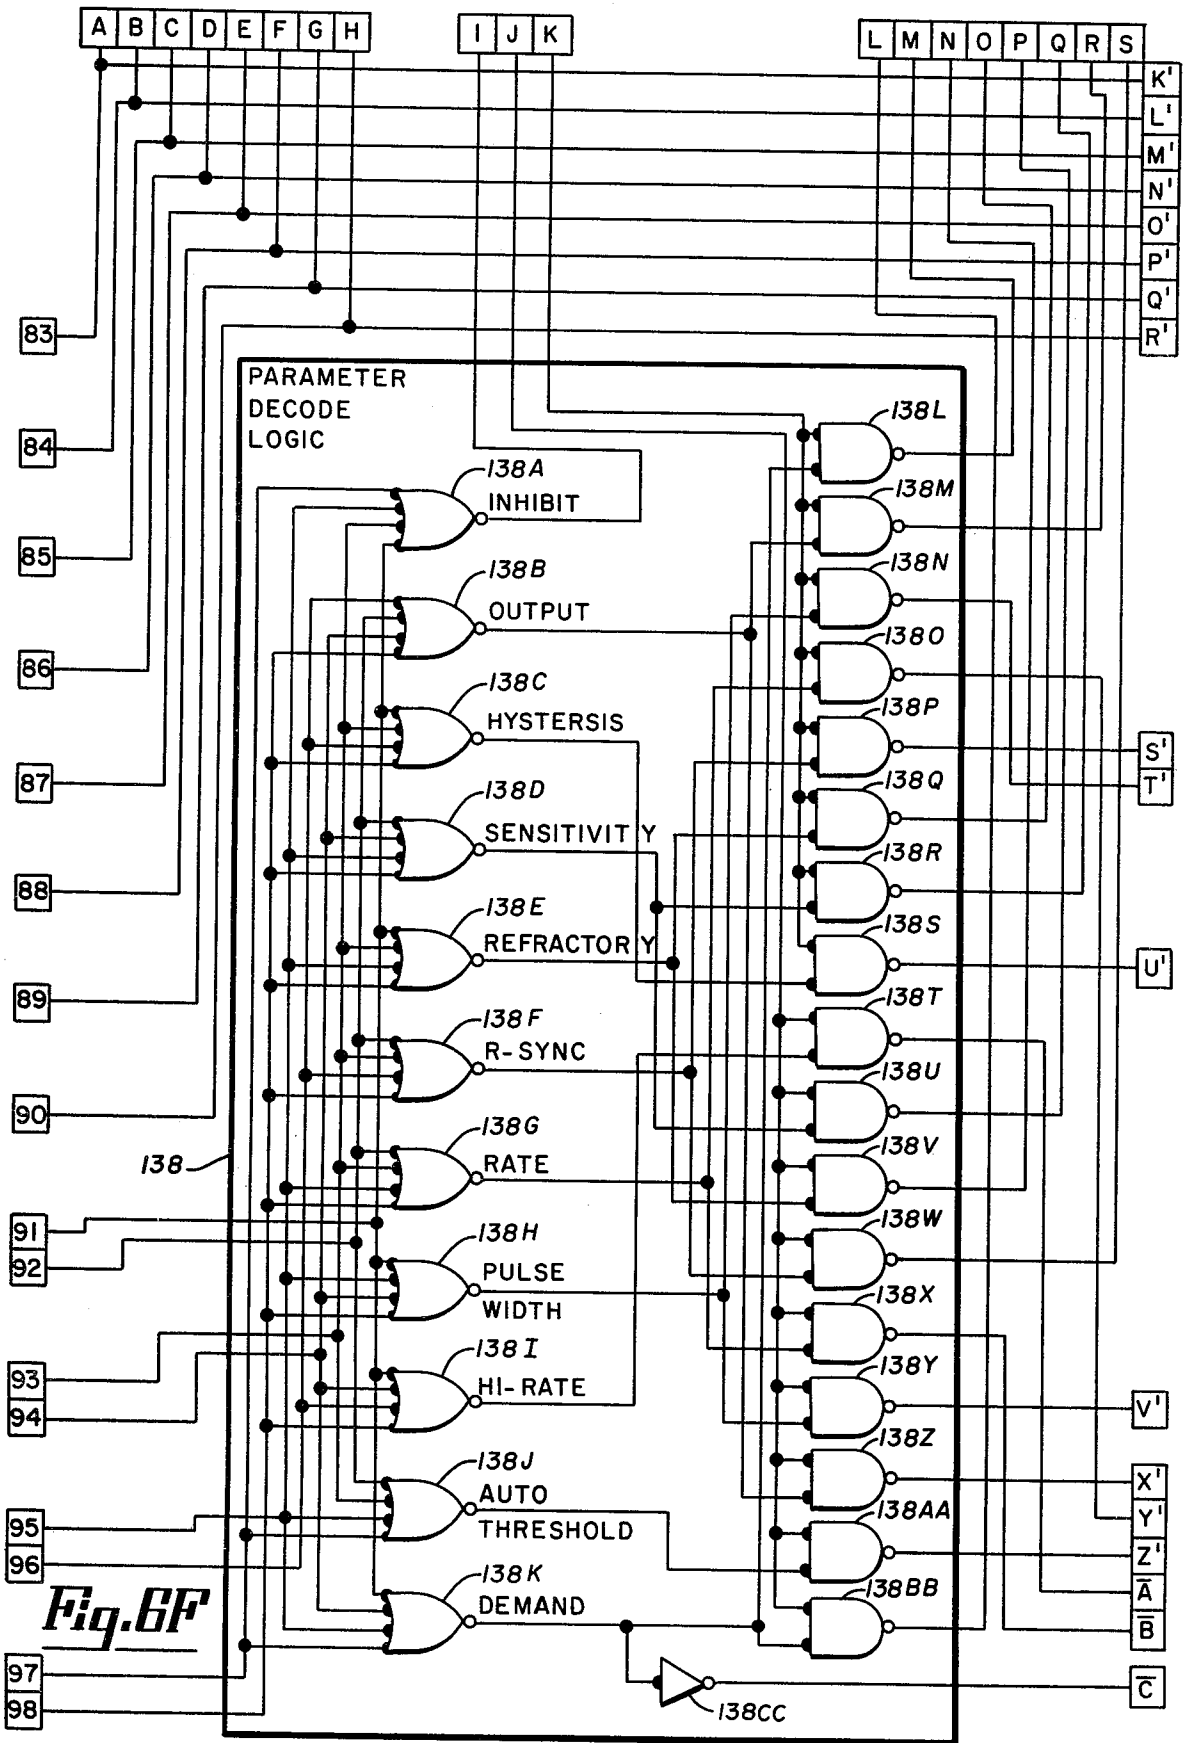 A B C D E F G H
I J K
L M N O P Q R S
K'
L'
M'
N'
O'
P'
Q'
R'
83
PARAMETER
DECODE
LOGIC
138L
84
138A
INHIBIT
138M
85
138B
OUTPUT
138N
86
138O
138C
HYSTERSIS
138P
S'
T'
87
138D
SENSITIVITY
138Q
88
138R
138E
REFRACTORY
138S
U'
89
138T
138F
R-SYNC
138U
90
138G
RATE
138V
138
91
92
138H
PULSE
WIDTH
138W
138X
93
94
138I
HI-RATE
138Y
V'
138Z
138J
AUTO
THRESHOLD
X'
Y'
Z'
95
96
138AA
A̅
B̅
138K
DEMAND
138BB
Fig.6F
97
98
C̅
138CC